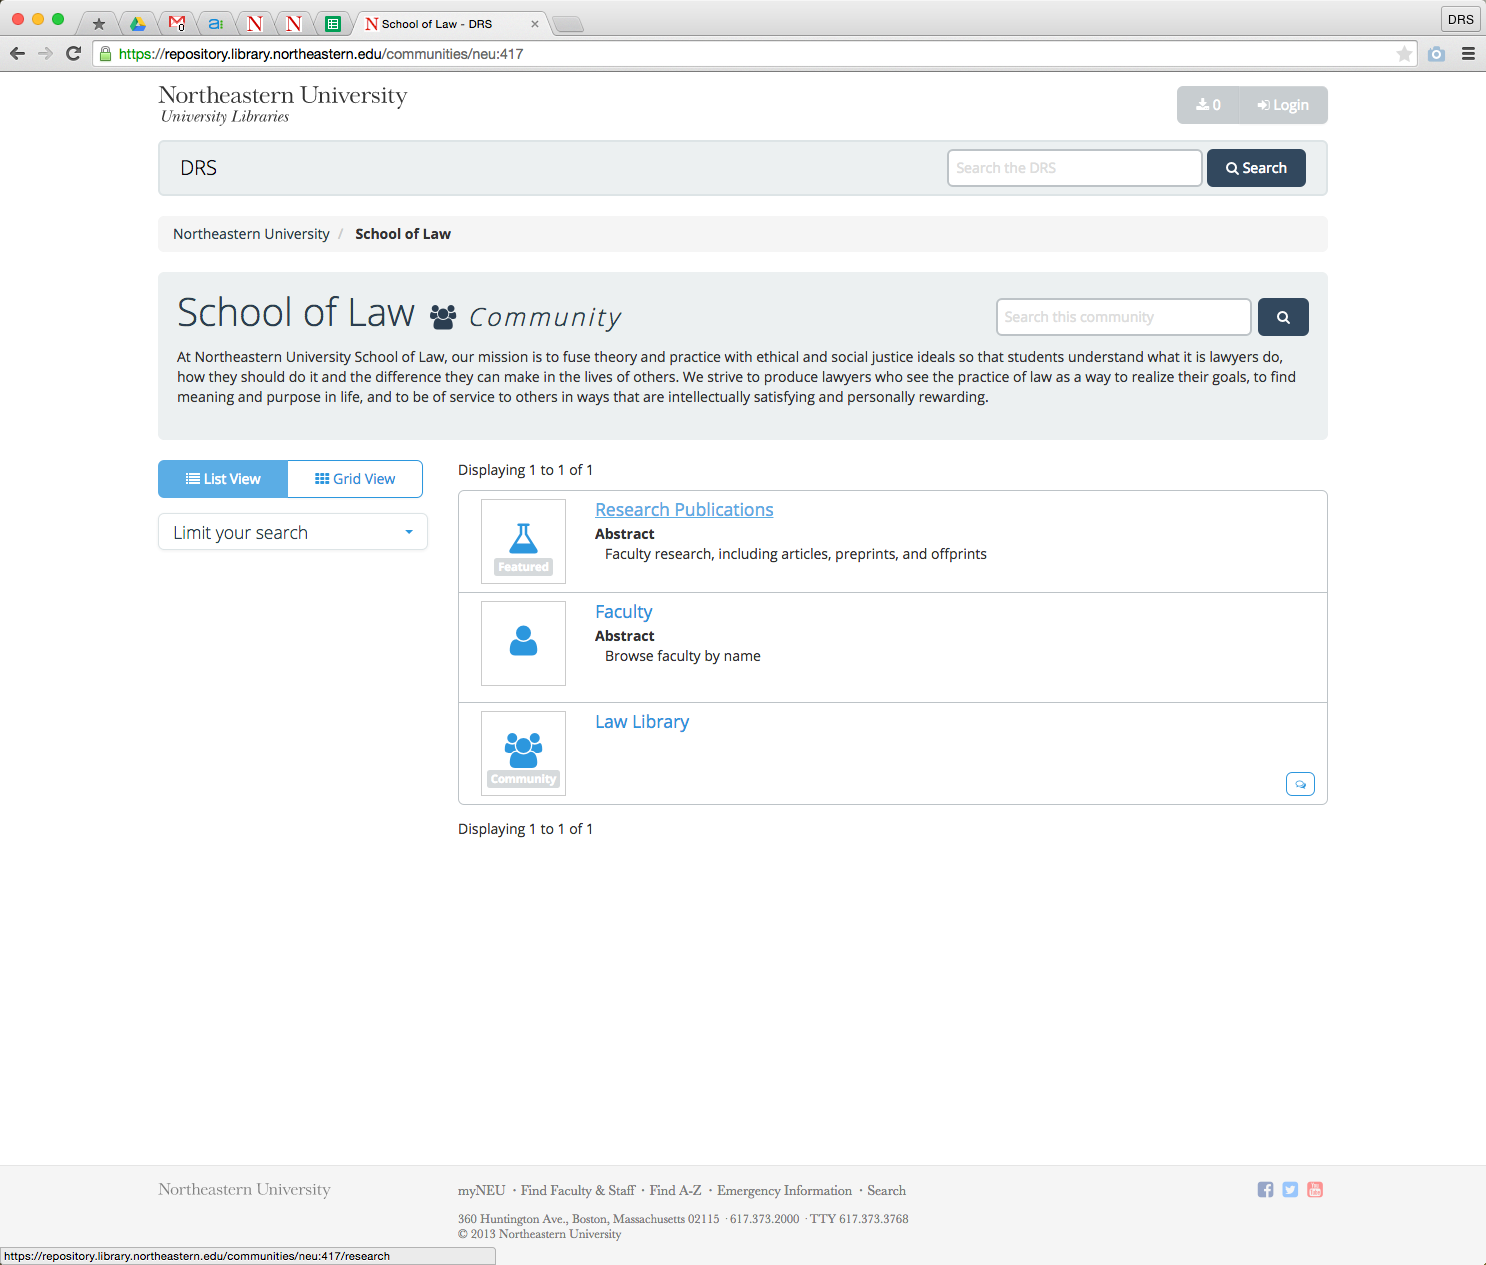 School of Law - DRS
DRS
https://repository.library.northeastern.edu/communities/neu:417
Northeastern University
University Libraries
0
Login
DRS
Search the DRS
Search
Northeastern University / School of Law
School of Law Community
Search this community
At Northeastern University School of Law, our mission is to fuse theory and practice with ethical and social justice ideals so that students understand what it is lawyers do,
how they should do it and the difference they can make in the lives of others. We strive to produce lawyers who see the practice of law as a way to realize their goals, to find
meaning and purpose in life, and to be of service to others in ways that are intellectually satisfying and personally rewarding.
List View
Grid View
Limit your search
Displaying 1 to 1 of 1
Research Publications
Abstract
Faculty research, including articles, preprints, and offprints
Featured
Faculty
Abstract
Browse faculty by name
Law Library
Community
Displaying 1 to 1 of 1
Northeastern University
myNEU · Find Faculty & Staff · Find A-Z · Emergency Information · Search
360 Huntington Ave., Boston, Massachusetts 02115 · 617.373.2000 · TTY 617.373.3768
© 2013 Northeastern University
https://repository.library.northeastern.edu/communities/neu:417/research